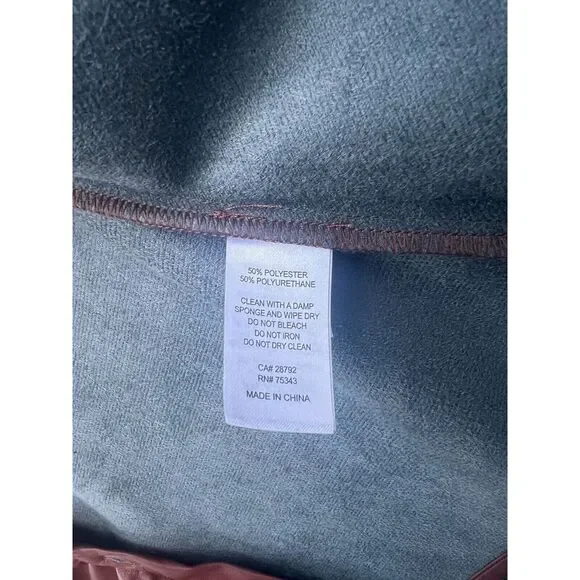 50% POLYESTER
50% POLYURETHANE
CLEAN WITH A DAMP
SPONGE AND WIPE DRY
DO NOT BLEACH
DO NOT IRON
DO NOT DRY CLEAN
CA# 28792
RN# 75343
MADE IN CHINA